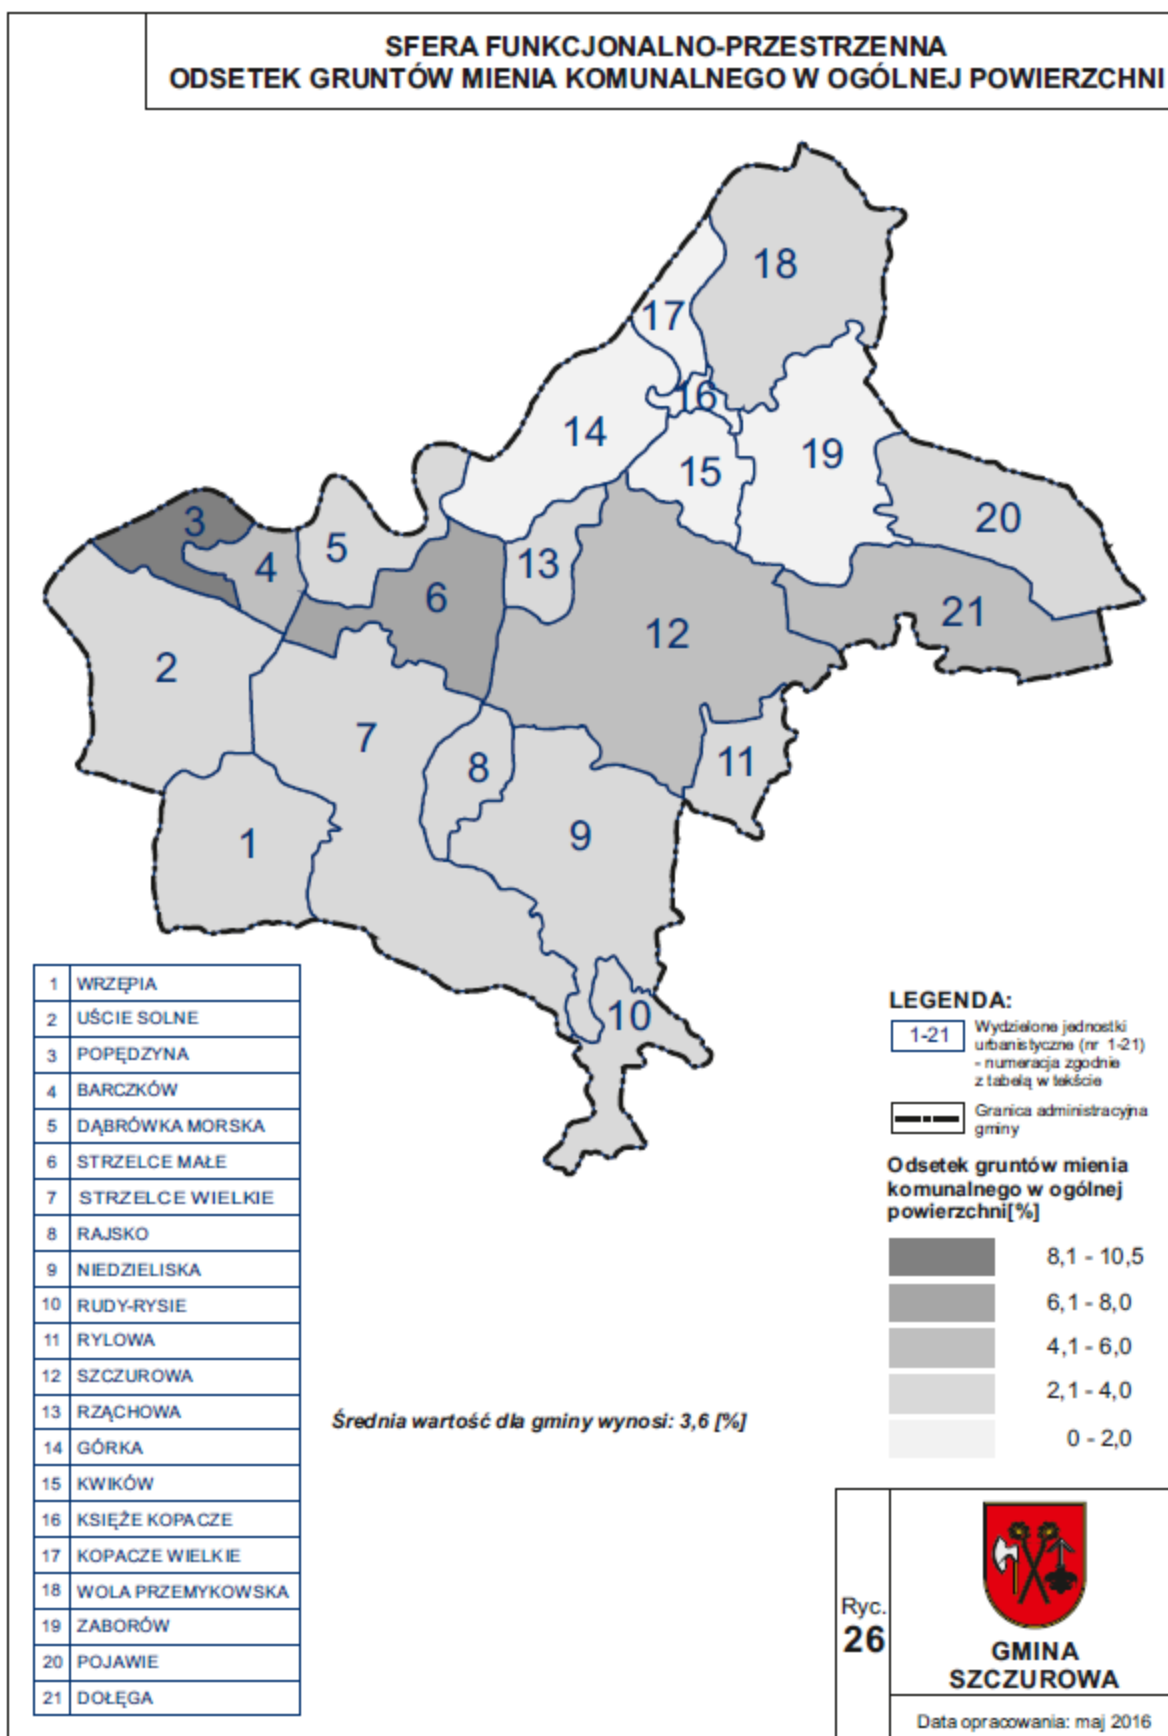 SFERA FUNKCJONALNO-PRZESTRZENNA
ODSETEK GRUNTÓW MIENIA KOMUNALNEGO W OGÓLNEJ POWIERZCHNI
18
17
16
14
19
15
20
3
5
13
4
6
21
12
2
7
11
8
9
1
10
1 WRZĘPIA
2 UŚCIE SOLNE
3 POPĘDZYNA
4 BARCZKÓW
5 DĄBRÓWKA MORSKA
6 STRZELCE MAŁE
7 STRZELCE WIELKIE
8 RAJSKO
9 NIEDZIELISKA
10 RUDY-RYSIE
11 RYLOWA
12 SZCZUROWA
13 RZĄCHOWA
14 GÓRKA
15 KWIKÓW
16 KSIĘŻE KOPACZE
17 KOPACZE WIELKIE
18 WOLA PRZEMYKOWSKA
19 ZABORÓW
20 POJAWIE
21 DOŁĘGA
Średnia wartość dla gminy wynosi: 3,6 [%]
LEGENDA:
1-21
Wydzielone jednostki
urbanistyczne (nr 1-21)
- numeracja zgodnie
z tabelą w tekście
Granica administracyjna
gminy
Odsetek gruntów mienia
komunalnego w ogólnej
powierzchni[%]
8,1 - 10,5
6,1 - 8,0
4,1 - 6,0
2,1 - 4,0
0 - 2,0
Ryc.
26
GMINA
SZCZUROWA
Data opracowania: maj 2016